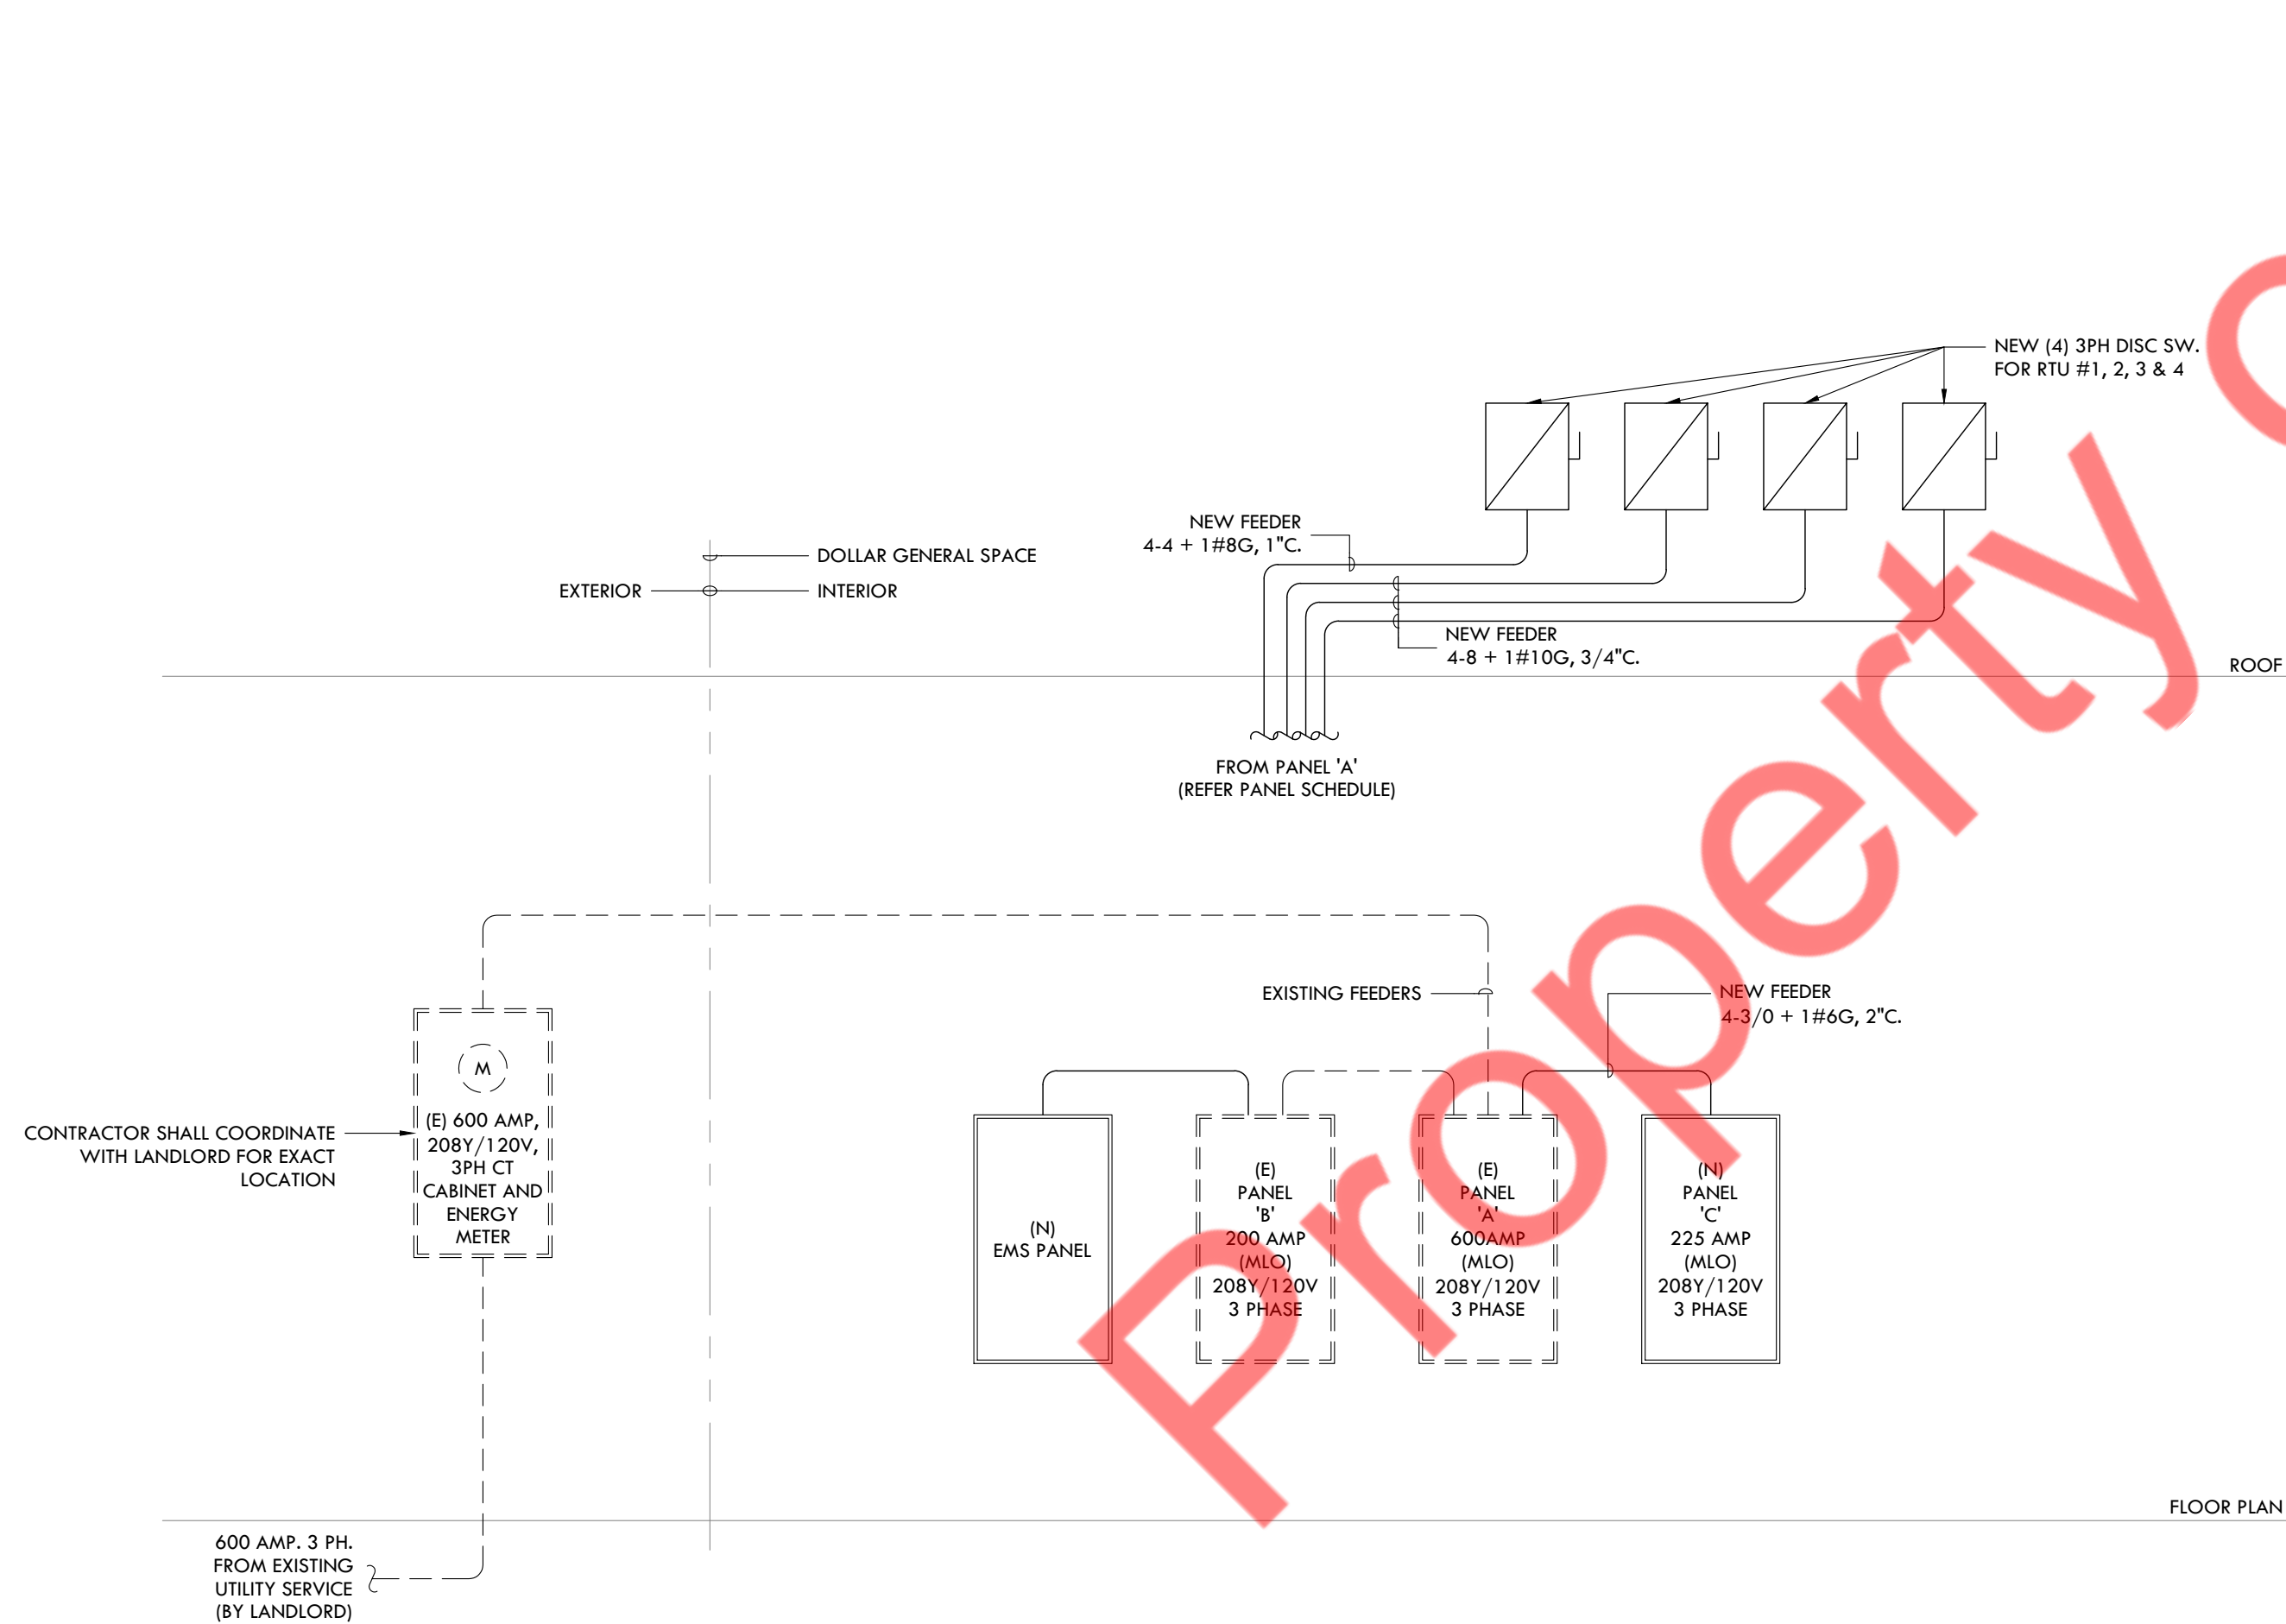 NEW (4) 3PH DISC SW.
FOR RTU #1, 2, 3 & 4
NEW FEEDER
4-4 + 1#8G, 1"C.
DOLLAR GENERAL SPACE
EXTERIOR
INTERIOR
NEW FEEDER
4-8 + 1#10G, 3/4"C.
ROOF
FROM PANEL 'A'
(REFER PANEL SCHEDULE)
EXISTING FEEDERS
NEW FEEDER
4-3/0 + 1#6G, 2"C.
M
(E) 600 AMP,
208Y/120V,
3PH CT
CABINET AND
ENERGY
METER
CONTRACTOR SHALL COORDINATE
WITH LANDLORD FOR EXACT
LOCATION
(N)
EMS PANEL
(E)
PANEL
'B'
200 AMP
(MLO)
208Y/120V
3 PHASE
(E)
PANEL
'A'
600AMP
(MLO)
208Y/120V
3 PHASE
(N)
PANEL
'C'
225 AMP
(MLO)
208Y/120V
3 PHASE
FLOOR PLAN
600 AMP. 3 PH.
FROM EXISTING
UTILITY SERVICE
(BY LANDLORD)
Property